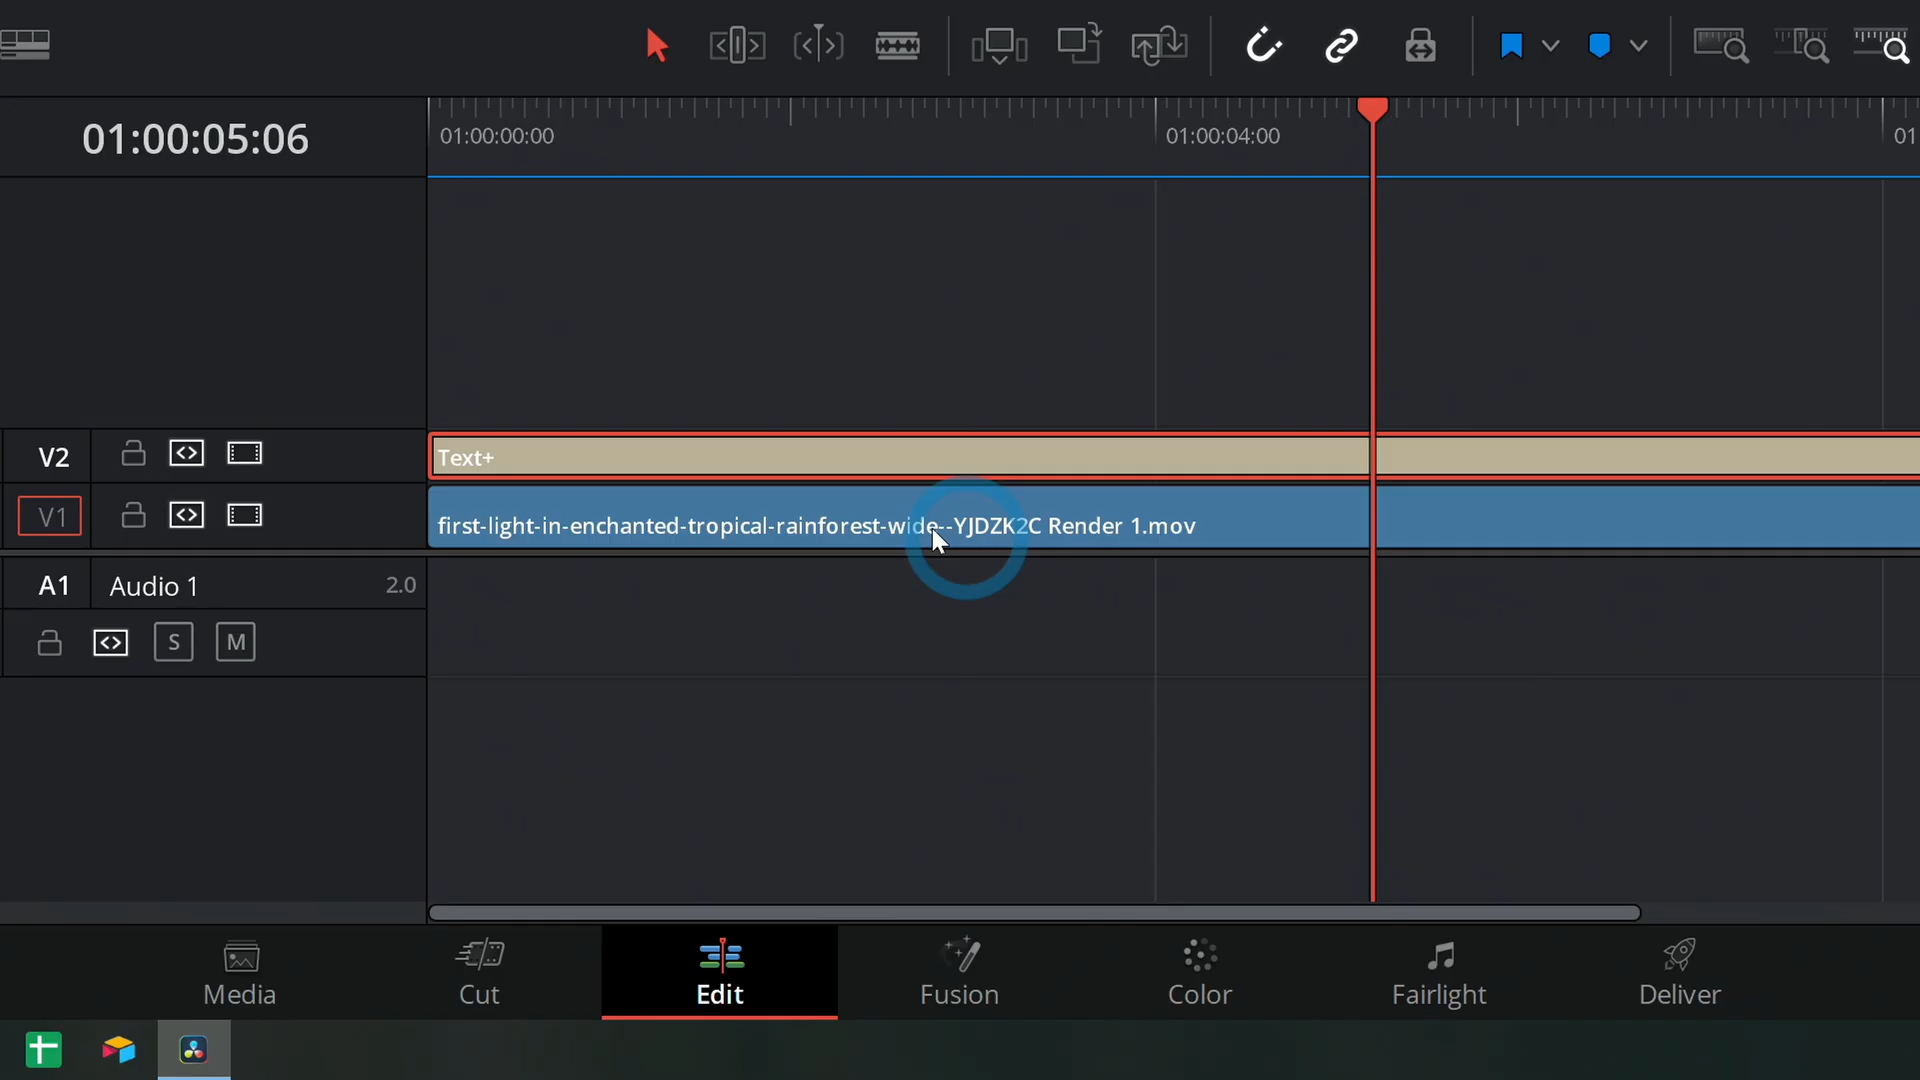 01:00:05:06
01:00:00:00
01:00:04:00
01
V2
Text+
V1
first-light-in-enchanted-tropical-rainforest-wide--YJDZK2C Render 1.mov
A1
Audio 1
2.0
S
M
Media
Cut
Edit
Fusion
Color
Fairlight
Deliver